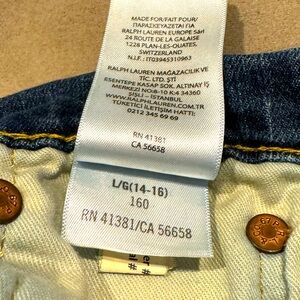 MADE FOR/FAIT POUR/
ΠΑΡΑΣΚΕΥΑΖΕΤΑΙ ΓΙΑ
RALPH LAUREN EUROPE Sàrl
24 ROUTE DE LA GALAISE
1228 PLAN-LES-OUATES,
SWITZERLAND
N.I.F.: IT03945310963
RALPH LAUREN MAGAZACILIK VE
TIC. LTD. ŞTİ
ESENTEPE KASAP SOK. ALTINAY İŞ
MERKEZİ NO:8-10 K:4 34360
ŞİŞLİ - ISTANBUL
WWW.RALPHLAUREN.COM.TR
TÜKETİCİ İLETİŞİM HATTI:
0212 345 69 69
RN 41381
CA 56658
L/G(14-16)
160
RN 41381/CA 56658